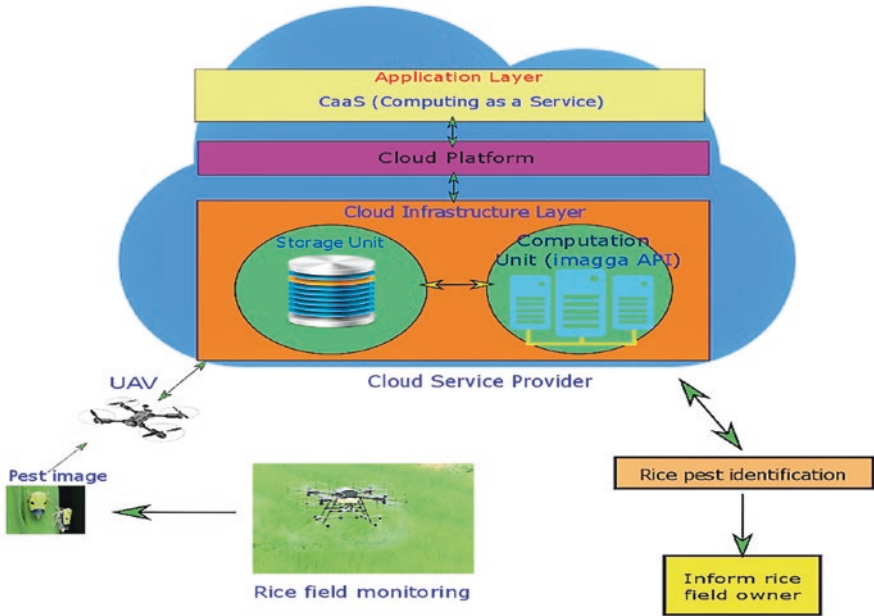 Application Layer
CaaS (Computing as a Service)
Cloud Platform
Cloud Infrastructure Layer
Storage Unit
Computation
Unit (imagga API)
Cloud Service Provider
UAV
Pest image
Rice field monitoring
Rice pest identification
Inform rice
field owner